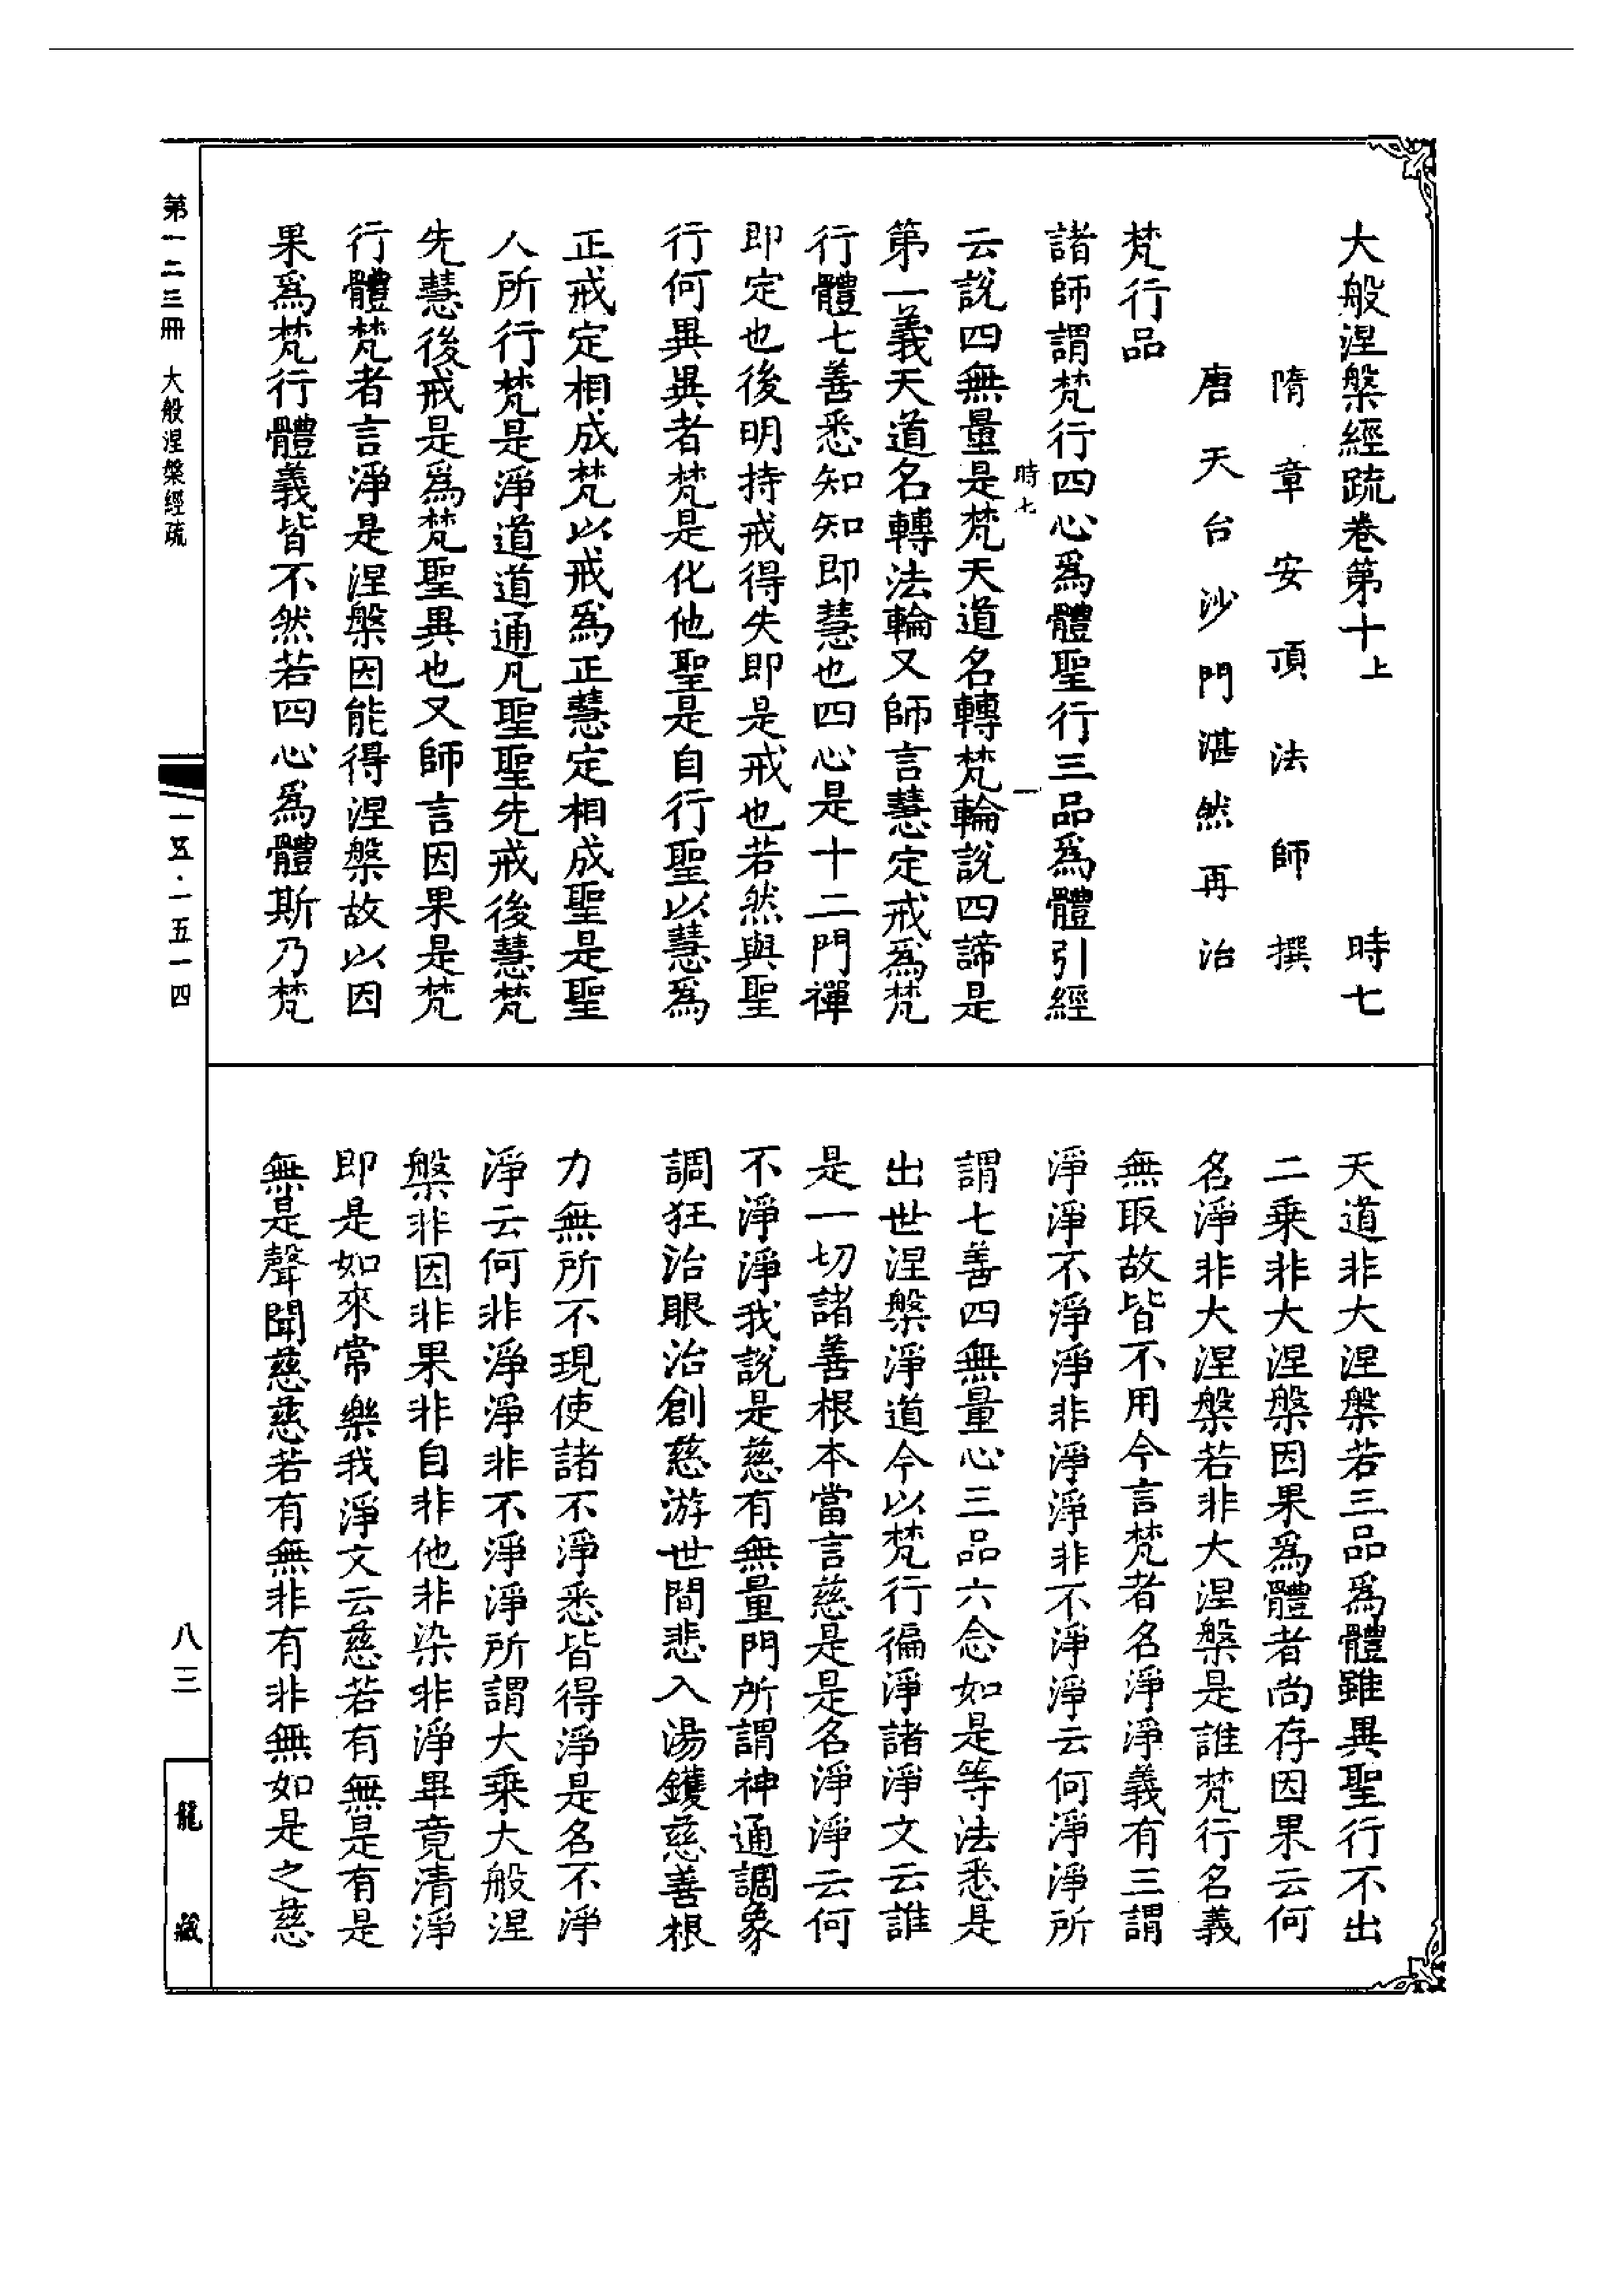 大般涅槃經疏卷第十上　時七
隋章安頂法師撰
唐天台沙門湛然再治
梵行品
諸師謂梵行四心爲體聖行三品爲體引經
時七　一
云說四無量是梵天道名轉梵輪說四諦是
第一義天道名轉法輪又師言慧定戒爲梵
行體七善悉知知即慧也四心是十二門禪
即定也後明持戒得失即是戒也若然與聖
行何異異者梵是化他聖是自行聖以慧爲
正戒定相成梵以戒爲正慧定相成聖是聖
人所行梵是淨道道通凡聖聖先戒後慧梵
先慧後戒是爲梵聖異也又師言因果是梵
行體梵者言淨是涅槃因能得涅槃故以因
果爲梵行體義皆不然若四心爲體斯乃梵
天道非大涅槃若三品爲體雖異聖行不出
二乘非大涅槃因果爲體者尚存因果云何
名淨非大涅槃若非大涅槃是誰梵行名義
無取故皆不用今言梵者名淨淨義有三謂
淨淨不淨淨非淨淨非不淨淨云何淨淨所
謂七善四無量心三品六念如是等法悉是
出世涅槃淨道今以梵行徧淨諸淨文云誰
是一切諸善根本當言慈是是名淨淨云何
不淨淨我說是慈有無量門所謂神通調象
調狂治眼治創慈游世間悲入湯鑊慈善根
力無所不現使諸不淨悉皆得淨是名不淨
淨云何非淨淨非不淨淨所謂大乘大般涅
槃非因非果非自非他非染非淨畢竟清淨
即是如來常樂我淨文云慈若有無是有是
無是聲聞慈慈若有無非有非無如是之慈
第一二三冊　大般涅槃經疏
一五·一五一四
八三
龍藏